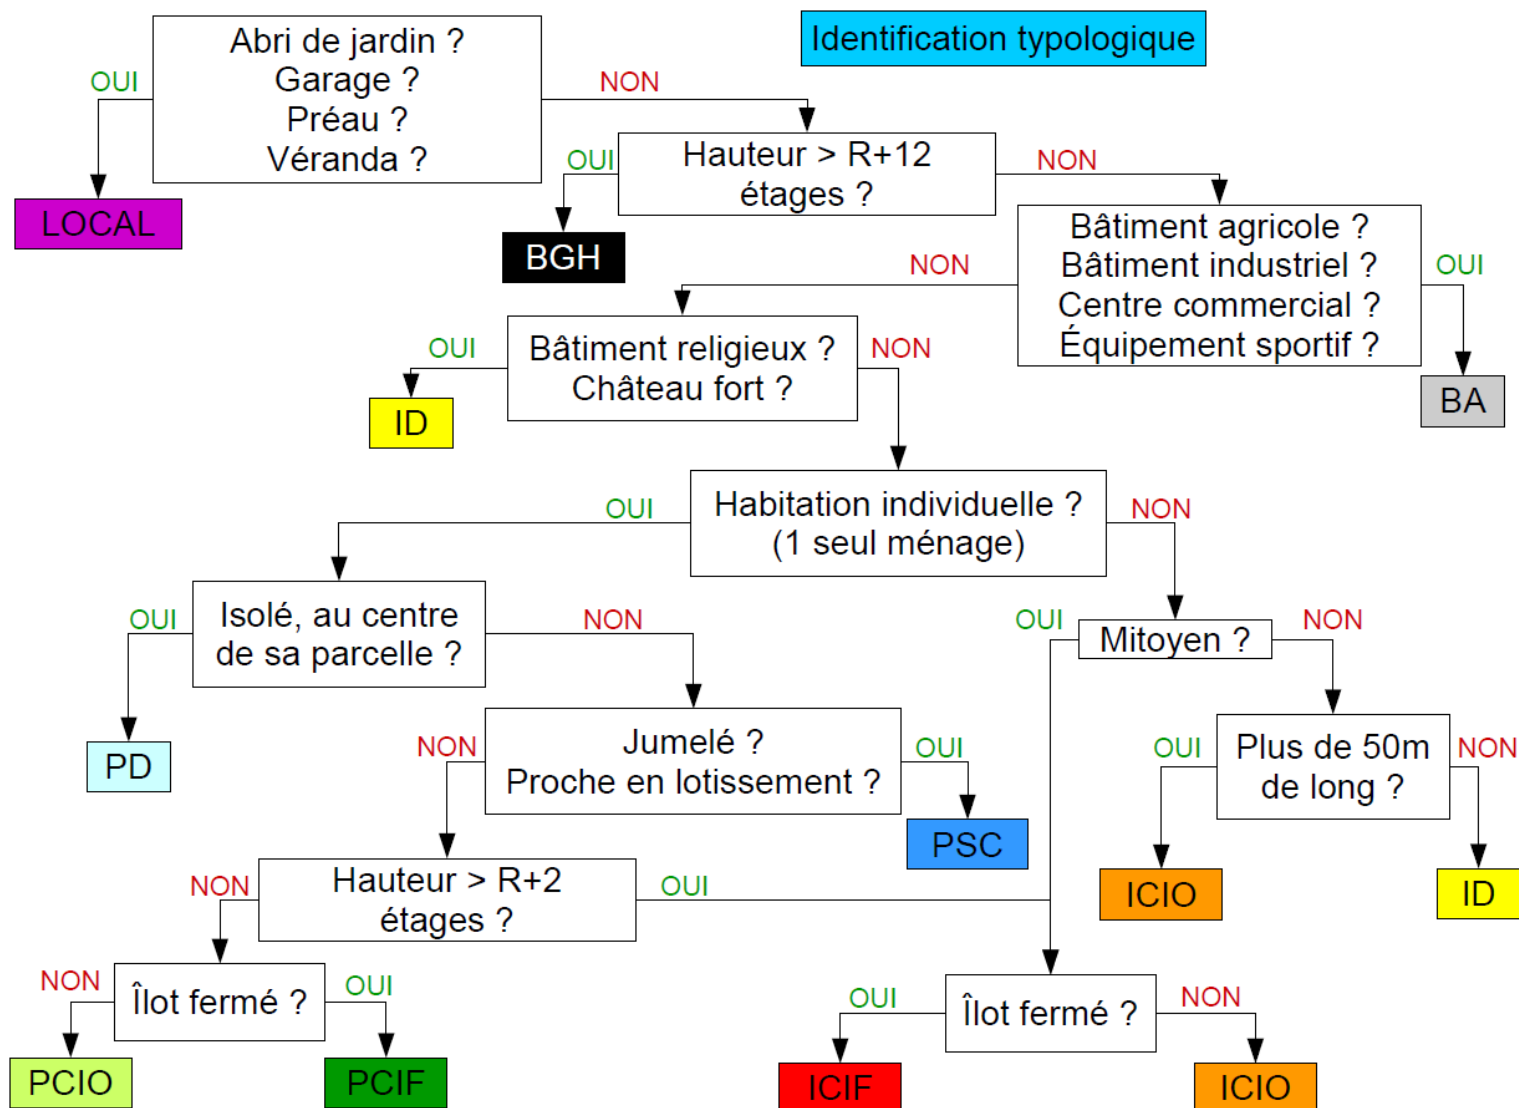 Identification typologique
Abri de jardin ?
Garage ?
Préau ?
Véranda ?
OUI
NON
LOCAL
Hauteur > R+12
étages ?
OUI
NON
BGH
Bâtiment agricole ?
Bâtiment industriel ?
Centre commercial ?
Équipement sportif ?
NON
OUI
BA
Bâtiment religieux ?
Château fort ?
OUI
NON
ID
Habitation individuelle ?
(1 seul ménage)
OUI
NON
Isolé, au centre
de sa parcelle ?
OUI
NON
PD
Mitoyen ?
OUI
NON
Jumelé ?
Proche en lotissement ?
NON
OUI
PSC
Plus de 50m
de long ?
OUI
NON
ICIO
ID
Hauteur > R+2
étages ?
NON
OUI
Îlot fermé ?
NON
OUI
PCIO
PCIF
Îlot fermé ?
OUI
NON
ICIF
ICIO